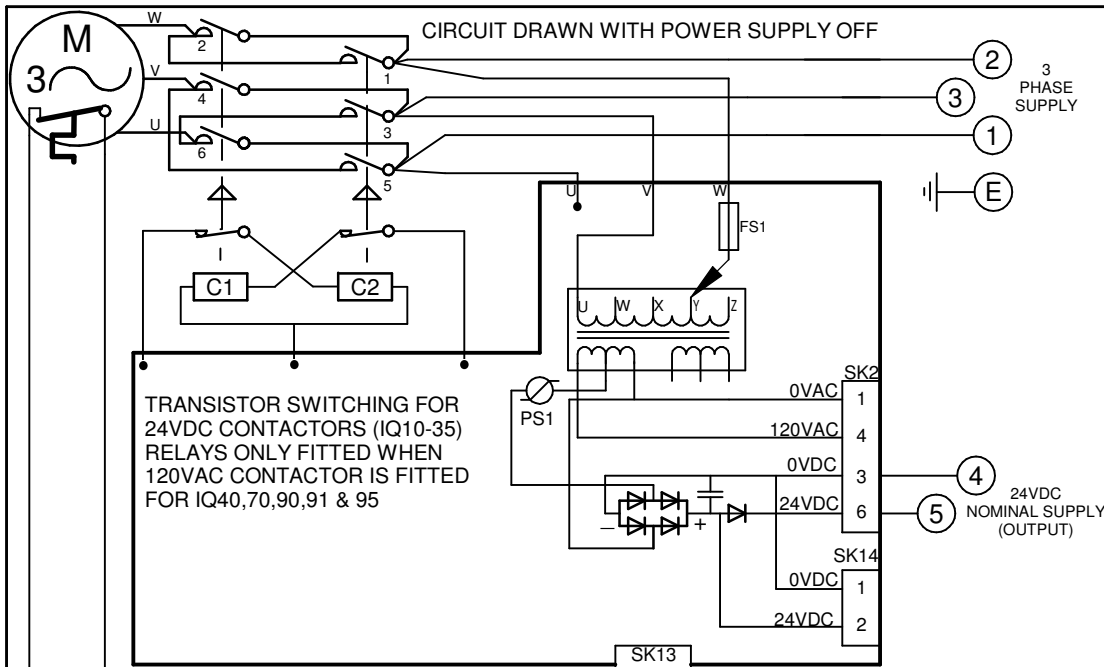 CIRCUIT DRAWN WITH POWER SUPPLY OFF
M
3
W
V
U
2
4
6
1
3
5
2
3
1
E
3
PHASE
SUPPLY
U
V
W
FS1
C1
C2
U W X Y Z
TRANSISTOR SWITCHING FOR
24VDC CONTACTORS (IQ10-35)
RELAYS ONLY FITTED WHEN
120VAC CONTACTOR IS FITTED
FOR IQ40,70,90,91 & 95
PS1
SK2
0VAC 1
120VAC 4
0VDC 3
24VDC 6
4
5
24VDC
NOMINAL SUPPLY
(OUTPUT)
– +
SK14
0VDC 1
24VDC 2
SK13